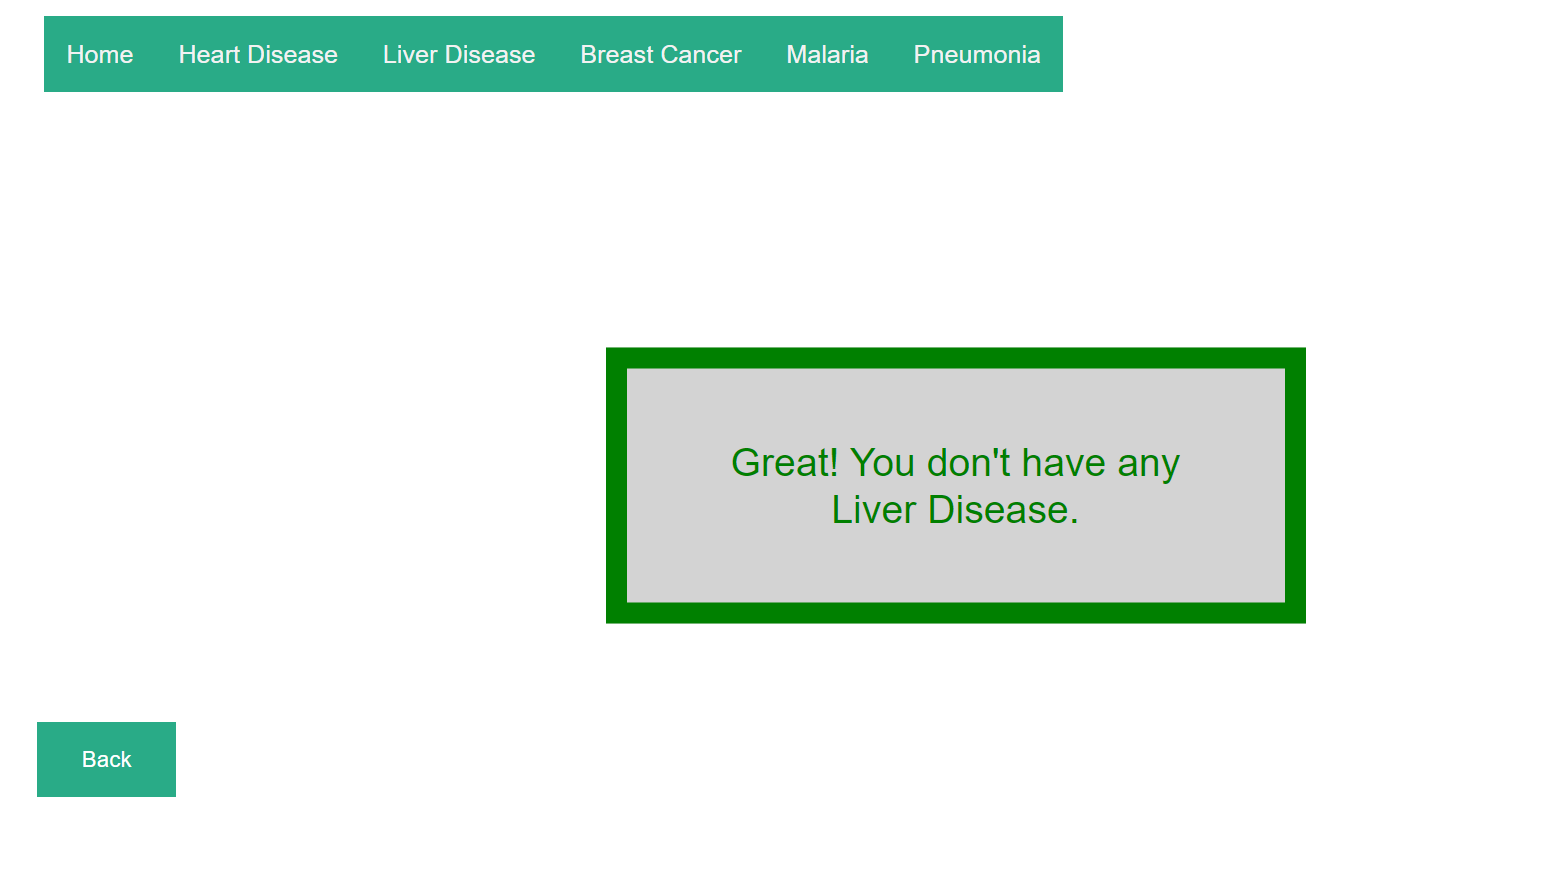 Home Heart Disease Liver Disease Breast Cancer Malaria Pneumonia
Great! You don't have any
Liver Disease.
Back